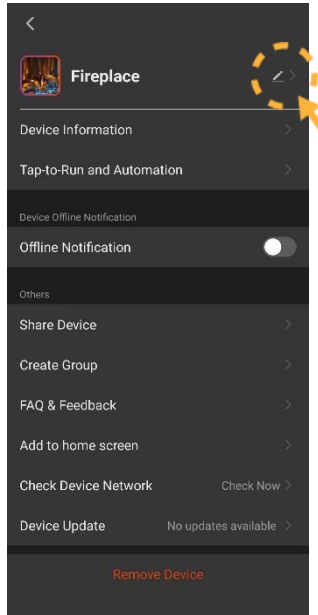 Fireplace
Device Information
Tap-to-Run and Automation
Device Offline Notification
Offline Notification
Others
Share Device
Create Group
FAQ & Feedback
Add to home screen
Check Device Network Check Now
Device Update No updates available
Remove Device